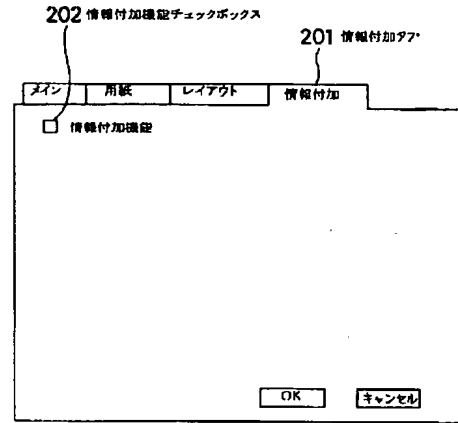 202 情報付加機能チェックボックス
201 情報付加タブ
メイン 用紙 レイアウト 情報付加
情報付加機能
OK キャンセル